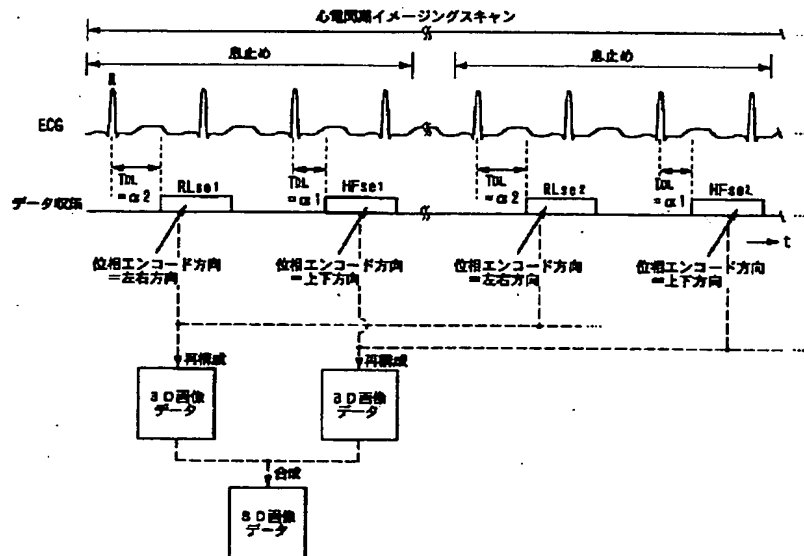 心電同期イメージングスキャン
息止め
息止め
R
ECG
TDL
=α2
RLse1
TDL
=α1
HFse1
TDL
=α2
RLse2
TDL
=α1
HFse2
データ収集
t
位相エンコード方向
=左右方向
位相エンコード方向
=上下方向
位相エンコード方向
=左右方向
位相エンコード方向
=上下方向
再構成
再構成
3D画像
データ
3D画像
データ
合成
3D画像
データ